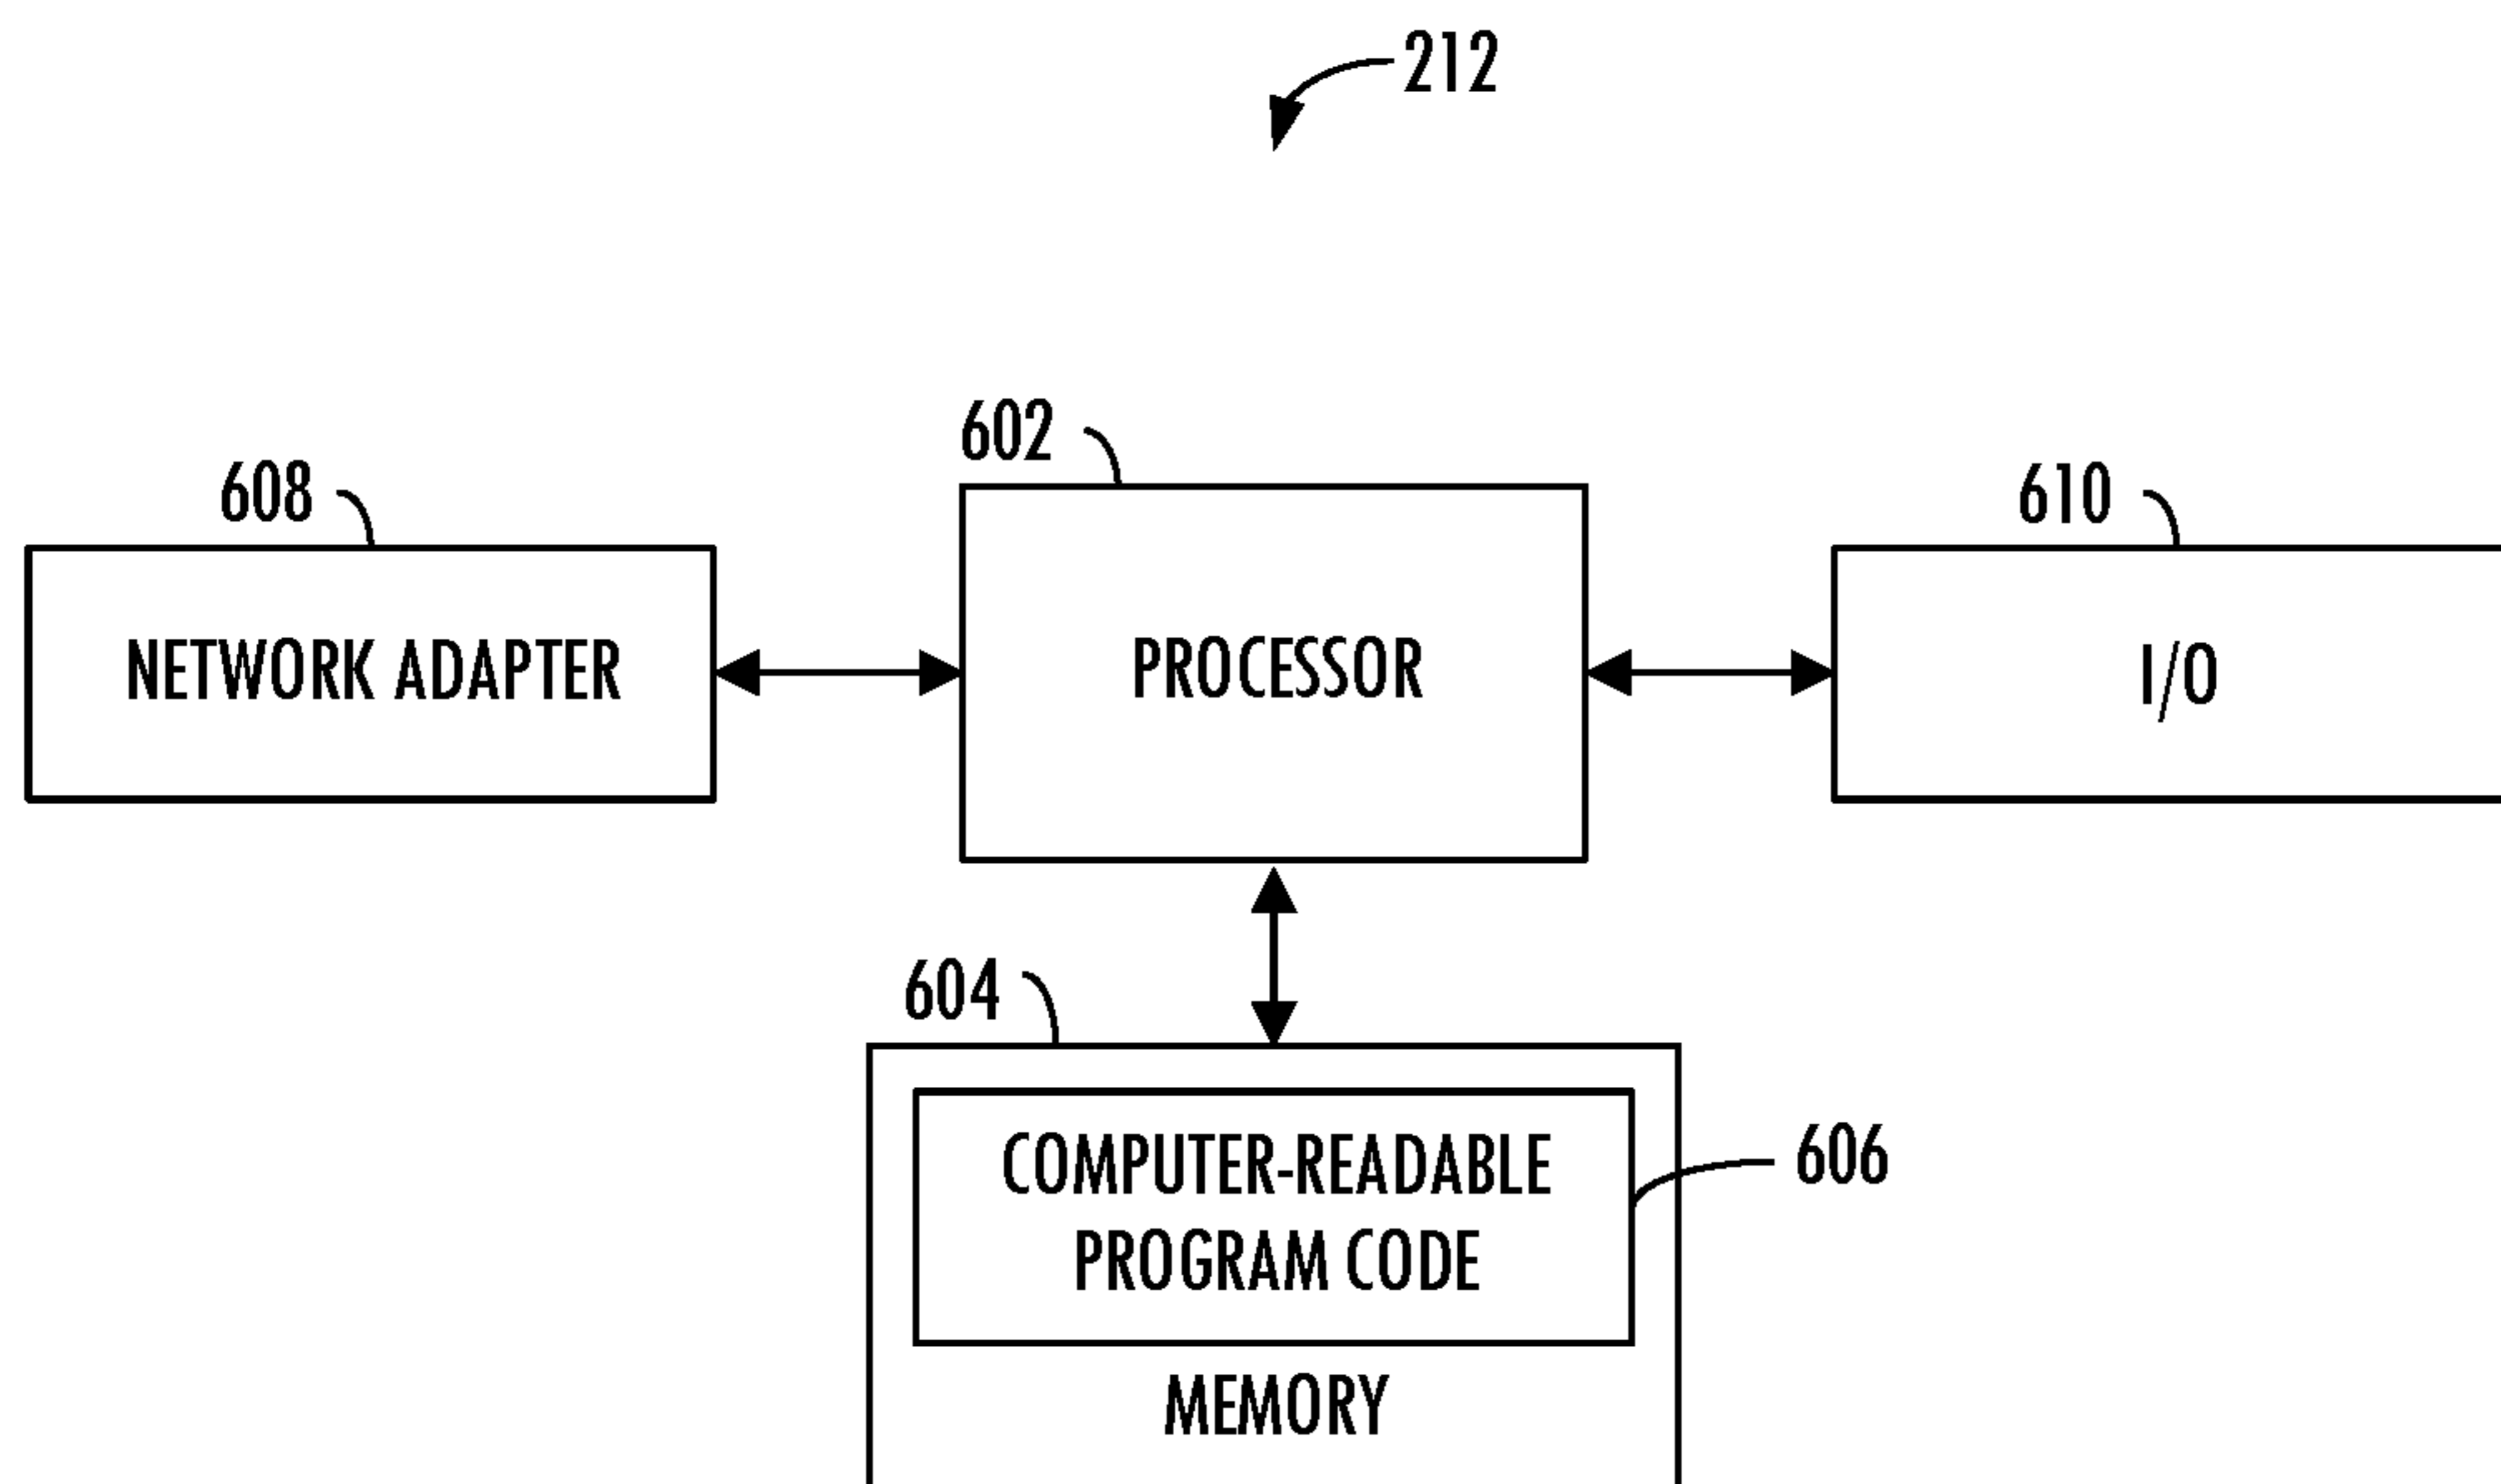 212
602
608
610
NETWORK ADAPTER
PROCESSOR
I/O
604
COMPUTER-READABLE
PROGRAM CODE
606
MEMORY